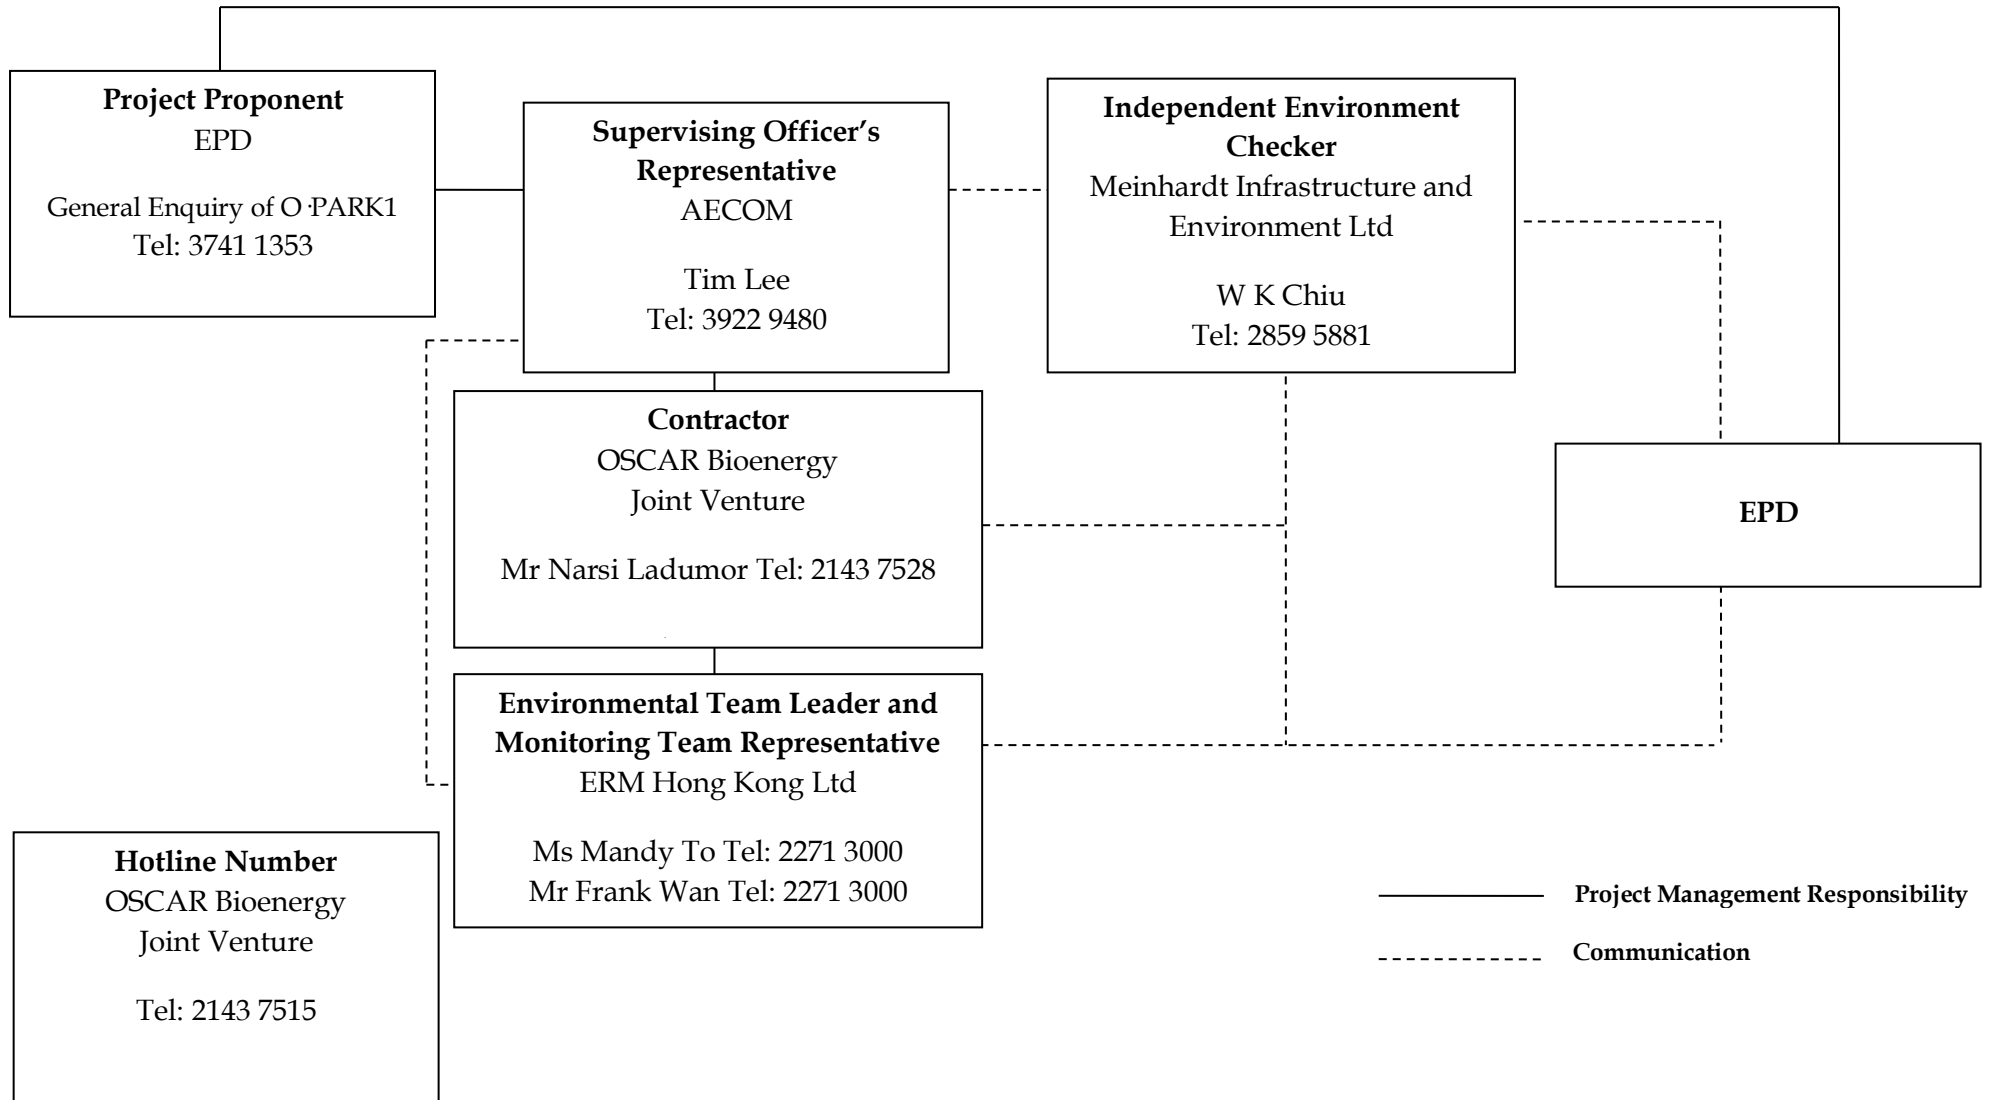 Project Proponent
EPD
General Enquiry of O·PARK1
Tel: 3741 1353
Supervising Officer’s
Representative
AECOM
Tim Lee
Tel: 3922 9480
Independent Environment
Checker
Meinhardt Infrastructure and
Environment Ltd
W K Chiu
Tel: 2859 5881
Contractor
OSCAR Bioenergy
Joint Venture
Mr Narsi Ladumor Tel: 2143 7528
EPD
Environmental Team Leader and
Monitoring Team Representative
ERM Hong Kong Ltd
Ms Mandy To Tel: 2271 3000
Mr Frank Wan Tel: 2271 3000
Hotline Number
OSCAR Bioenergy
Joint Venture
Tel: 2143 7515
Project Management Responsibility
Communication